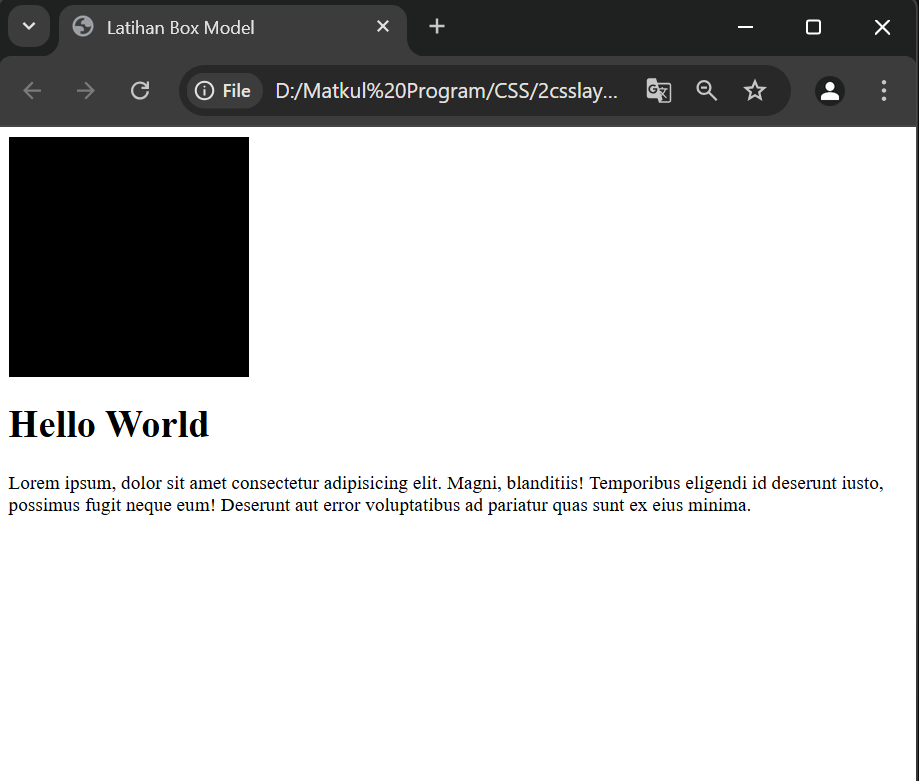 Latihan Box Model
File
D:/Matkul%20Program/CSS/2csslay...
Hello World
Lorem ipsum, dolor sit amet consectetur adipisicing elit. Magni, blanditiis! Temporibus eligendi id deserunt iusto,
possimus fugit neque eum! Deserunt aut error voluptatibus ad pariatur quas sunt ex eius minima.